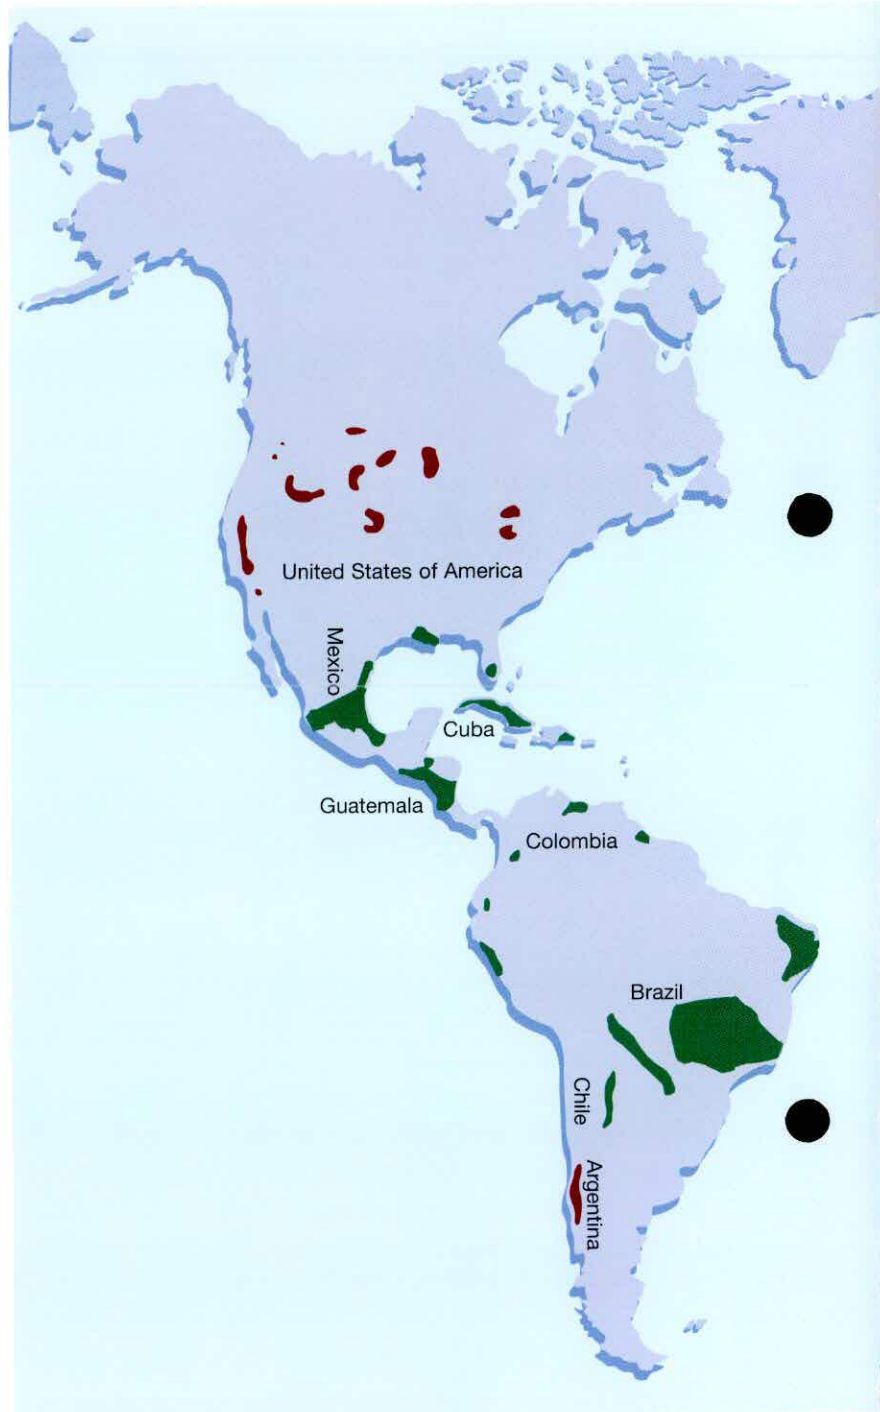 United States of America
Mexico
Cuba
Guatemala
Colombia
Brazil
Chile
Argentina